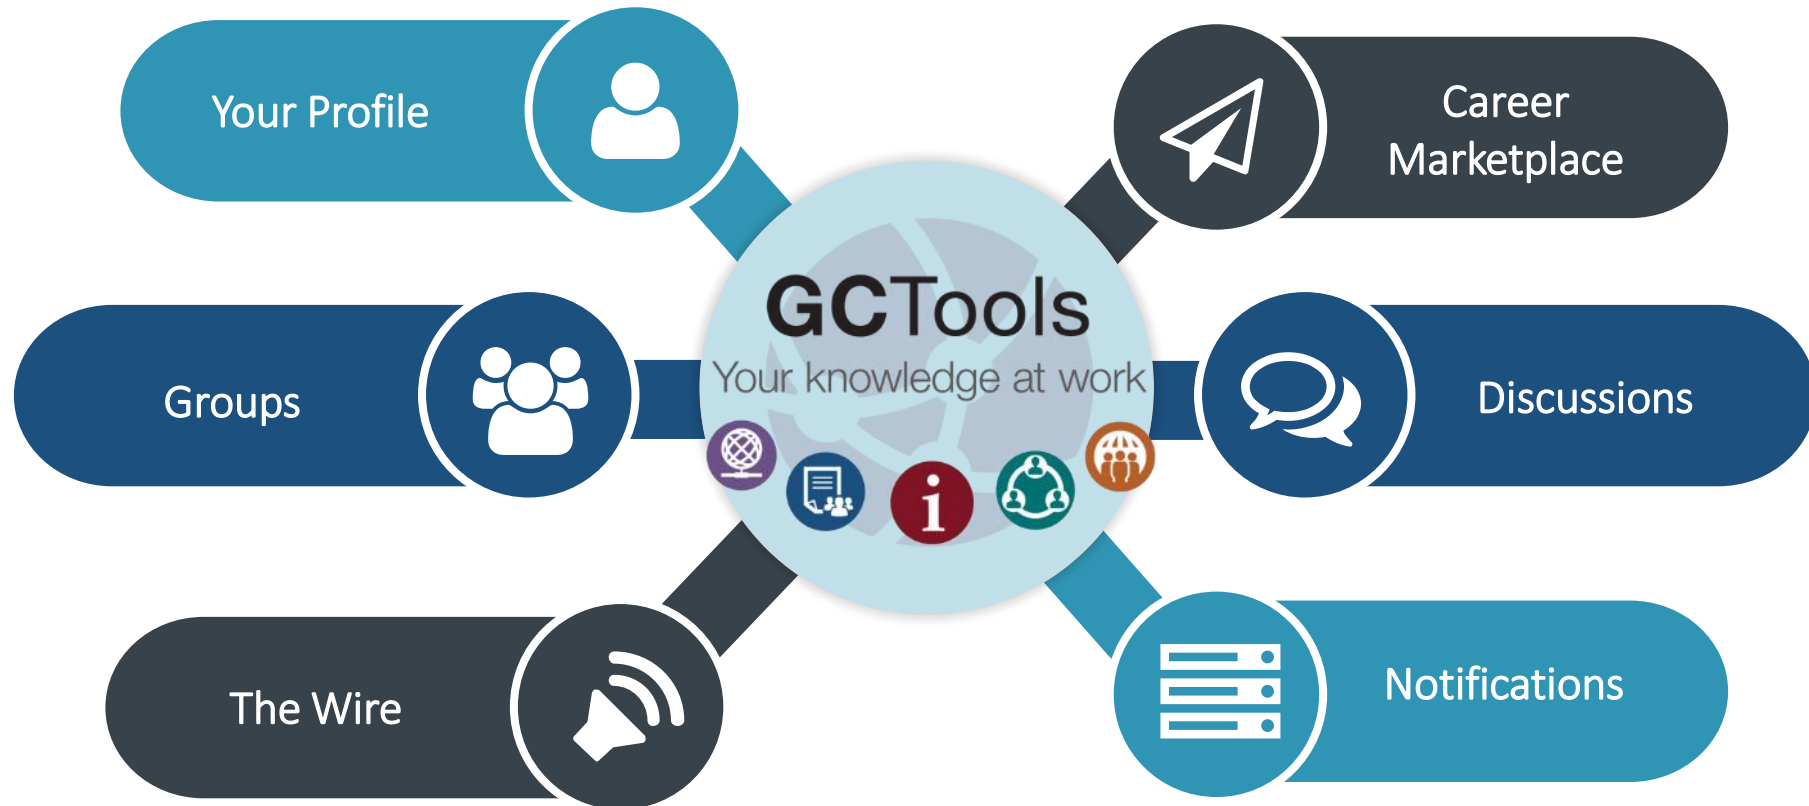 Your Profile
Career
Marketplace
GCTools
Your knowledge at work
Groups
Discussions
i
The Wire
Notifications